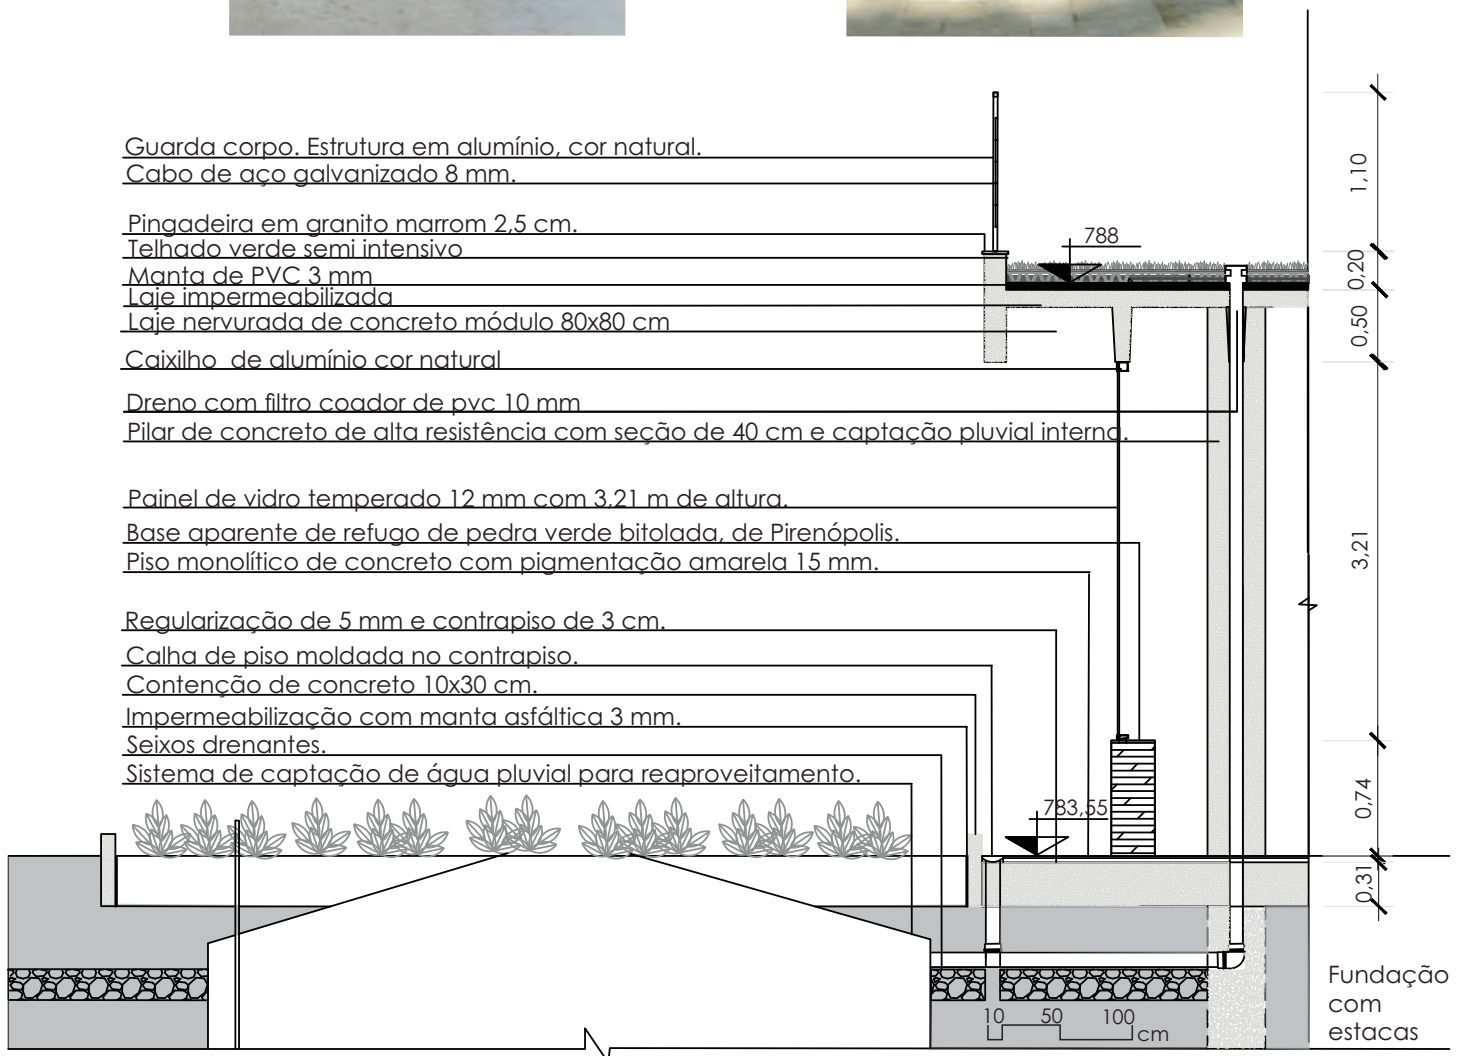 Guarda corpo. Estrutura em alumínio, cor natural.
Cabo de aço galvanizado 8 mm.
Pingadeira em granito marrom 2,5 cm.
Telhado verde semi intensivo
Manta de PVC 3 mm
Laje impermeabilizada
Laje nervurada de concreto módulo 80x80 cm
Caixilho de alumínio cor natural
Dreno com filtro coador de pvc 10 mm
Pilar de concreto de alta resistência com seção de 40 cm e captação pluvial interna.
Painel de vidro temperado 12 mm com 3,21 m de altura.
Base aparente de refugo de pedra verde bitolada, de Pirenópolis.
Piso monolítico de concreto com pigmentação amarela 15 mm.
Regularização de 5 mm e contrapiso de 3 cm.
Calha de piso moldada no contrapiso.
Contenção de concreto 10x30 cm.
Impermeabilização com manta asfáltica 3 mm.
Seixos drenantes.
Sistema de captação de água pluvial para reaproveitamento.
788
783,55
1,10
0,20
0,50
3,21
0,74
0,31
10 50 100
cm
Fundação
com
estacas